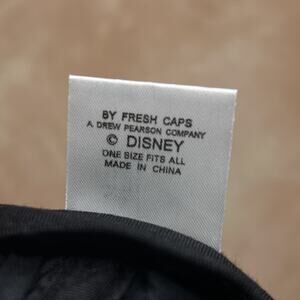 BY FRESH CAPS
A DREW PEARSON COMPANY
© DISNEY
ONE SIZE FITS ALL
MADE IN CHINA